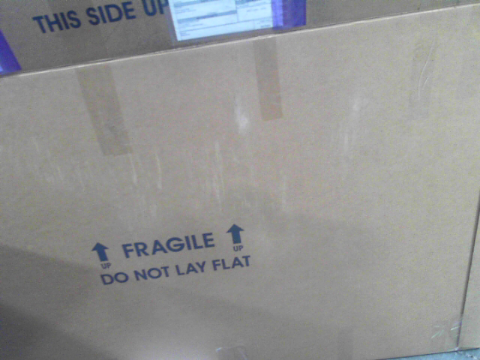 THIS SIDE UP
FRAGILE
UP UP
DO NOT LAY FLAT